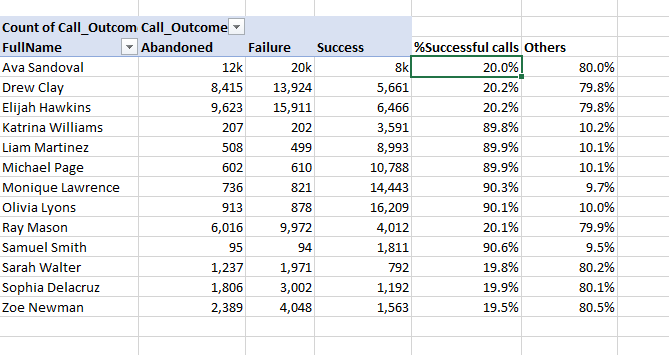 Count of Call_Outcom Call_Outcome
FullName Abandoned Failure Success %Successful calls Others
Ava Sandoval 12k 20k 8k 20.0% 80.0%
Drew Clay 8,415 13,924 5,661 20.2% 79.8%
Elijah Hawkins 9,623 15,911 6,466 20.2% 79.8%
Katrina Williams 207 202 3,591 89.8% 10.2%
Liam Martinez 508 499 8,993 89.9% 10.1%
Michael Page 602 610 10,788 89.9% 10.1%
Monique Lawrence 736 821 14,443 90.3% 9.7%
Olivia Lyons 913 878 16,209 90.1% 10.0%
Ray Mason 6,016 9,972 4,012 20.1% 79.9%
Samuel Smith 95 94 1,811 90.6% 9.5%
Sarah Walter 1,237 1,971 792 19.8% 80.2%
Sophia Delacruz 1,806 3,002 1,192 19.9% 80.1%
Zoe Newman 2,389 4,048 1,563 19.5% 80.5%